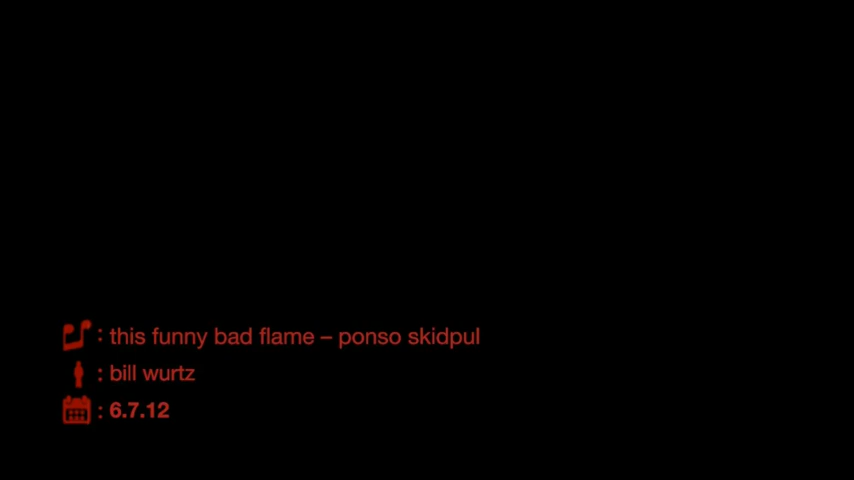 : this funny bad flame – ponso skidpul
: bill wurtz
: 6.7.12